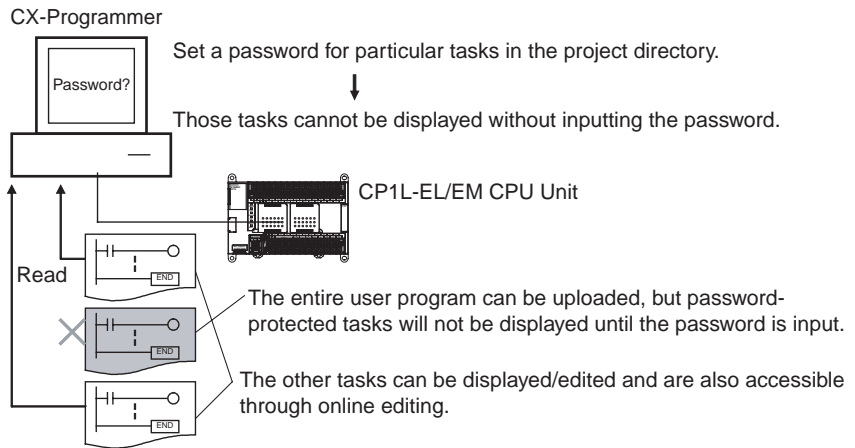 CX-Programmer
Set a password for particular tasks in the project directory.
Password?
Those tasks cannot be displayed without inputting the password.
CP1L-EL/EM CPU Unit
Read
END
The entire user program can be uploaded, but password-
protected tasks will not be displayed until the password is input.
END
The other tasks can be displayed/edited and are also accessible
through online editing.
END